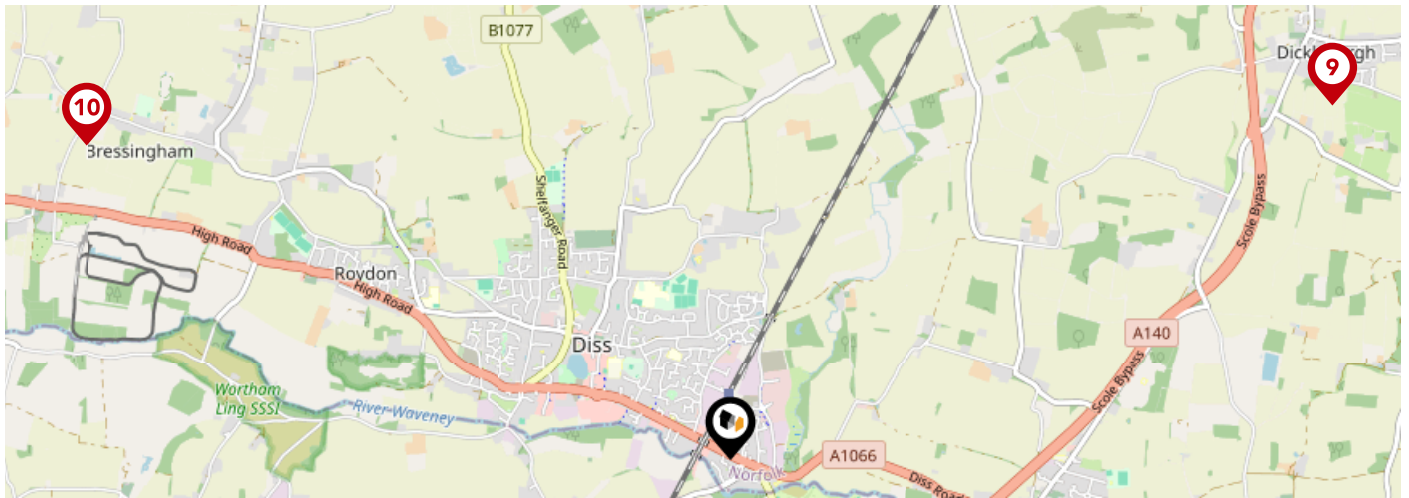 B1077
Dickleburgh
9
10
Bressingham
Shelfanger Road
Scole Bypass
High Road
Roydon
High Road
A140
Diss
Scole Bypass
Wortham
Ling SSSI
River Waveney
A1066
Norfolk
Diss Road